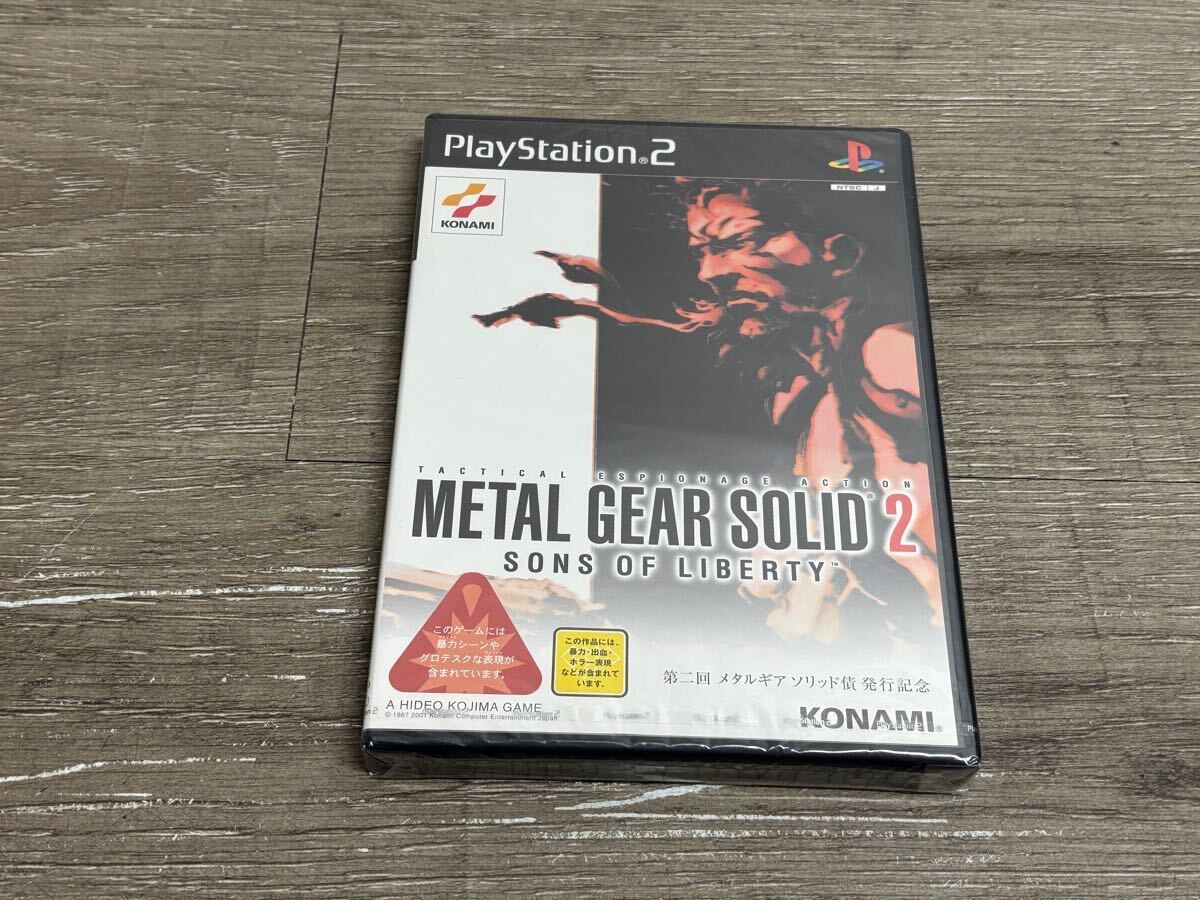 PlayStation®2
NTSC J
KONAMI
TACTICAL ESPIONAGE ACTION
METAL GEAR SOLID® 2
SONS OF LIBERTY™
このゲームには
暴力シーンや
グロテスクな表現が
含まれています。
この作品には、
暴力・出血・
ホラー表現
などが含まれて
います。
第二回 メタルギア ソリッド債 発行記念
A HIDEO KOJIMA GAME
© 1987 2001 Konami Computer Entertainment Japan
KONAMI®